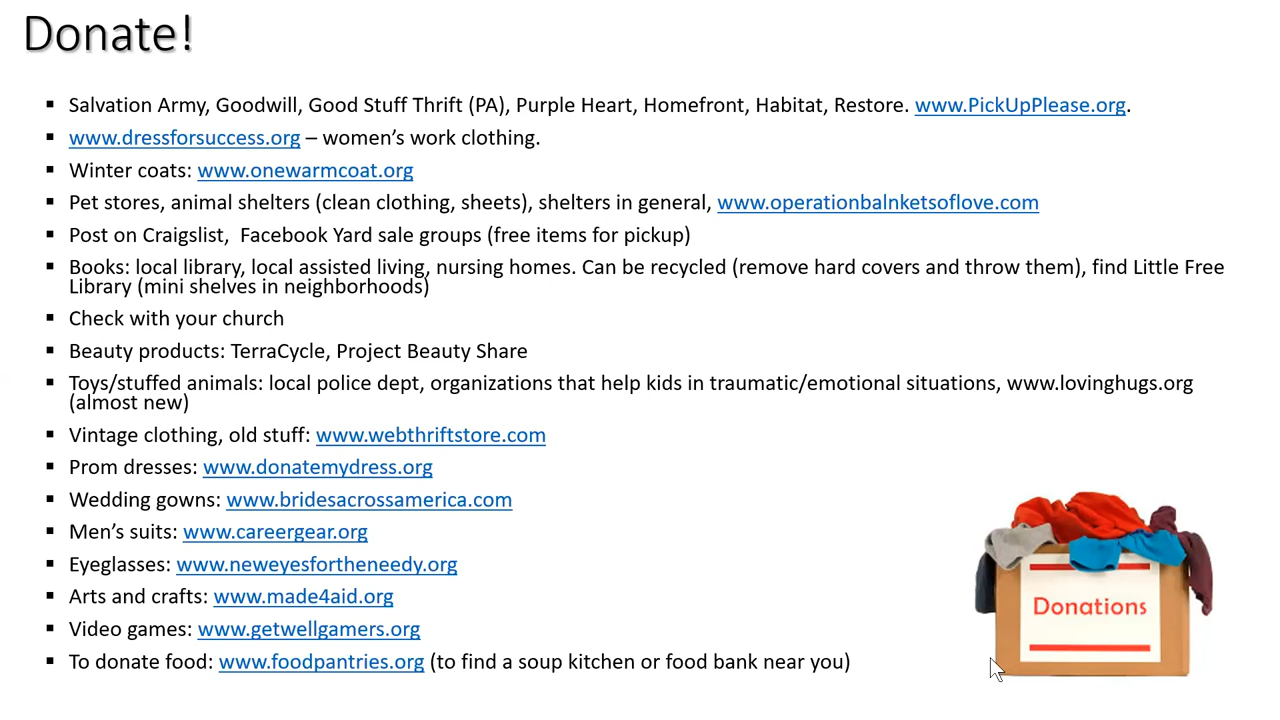 Donate!
▪ Salvation Army, Goodwill, Good Stuff Thrift (PA), Purple Heart, Homefront, Habitat, Restore. www.PickUpPlease.org.
▪ www.dressforsuccess.org – women’s work clothing.
▪ Winter coats: www.onewarmcoat.org
▪ Pet stores, animal shelters (clean clothing, sheets), shelters in general, www.operationbalnketsoflove.com
▪ Post on Craigslist,  Facebook Yard sale groups (free items for pickup)
▪ Books: local library, local assisted living, nursing homes. Can be recycled (remove hard covers and throw them), find Little Free
Library (mini shelves in neighborhoods)
▪ Check with your church
▪ Beauty products: TerraCycle, Project Beauty Share
▪ Toys/stuffed animals: local police dept, organizations that help kids in traumatic/emotional situations, www.lovinghugs.org
(almost new)
▪ Vintage clothing, old stuff: www.webthriftstore.com
▪ Prom dresses: www.donatemydress.org
▪ Wedding gowns: www.bridesacrossamerica.com
▪ Men’s suits: www.careergear.org
▪ Eyeglasses: www.neweyesfortheneedy.org
▪ Arts and crafts: www.made4aid.org
▪ Video games: www.getwellgamers.org
▪ To donate food: www.foodpantries.org (to find a soup kitchen or food bank near you)
Donations